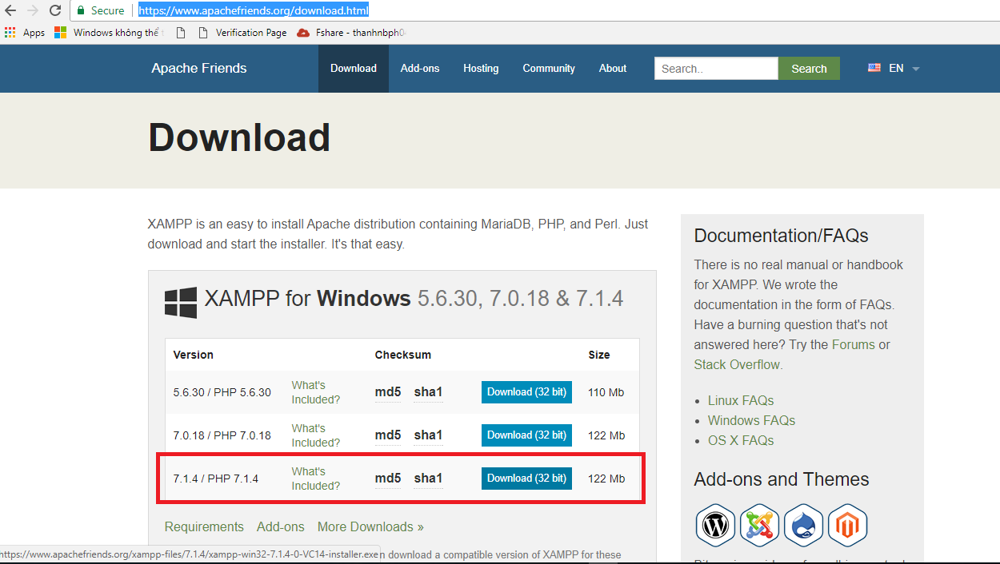 Secure https://www.apachefriends.org/download.html
Apps Windows không thể Verification Page Fshare - thanhnbph0
Apache Friends Download Add-ons Hosting Community About Search.. Search EN
Download
XAMPP is an easy to install Apache distribution containing MariaDB, PHP, and Perl. Just
download and start the installer. It's that easy.
XAMPP for Windows 5.6.30, 7.0.18 & 7.1.4
Version Checksum Size
5.6.30 / PHP 5.6.30 What's
Included? md5 sha1 Download (32 bit) 110 Mb
7.0.18 / PHP 7.0.18 What's
Included? md5 sha1 Download (32 bit) 122 Mb
7.1.4 / PHP 7.1.4 What's
Included? md5 sha1 Download (32 bit) 122 Mb
Requirements Add-ons More Downloads »
https://www.apachefriends.org/xampp-files/7.1.4/xampp-win32-7.1.4-0-VC14-installer.exe n download a compatible version of XAMPP for these
Documentation/FAQs
There is no real manual or handbook
for XAMPP. We wrote the
documentation in the form of FAQs.
Have a burning question that's not
answered here? Try the Forums or
Stack Overflow.
Linux FAQs
Windows FAQs
OS X FAQs
Add-ons and Themes